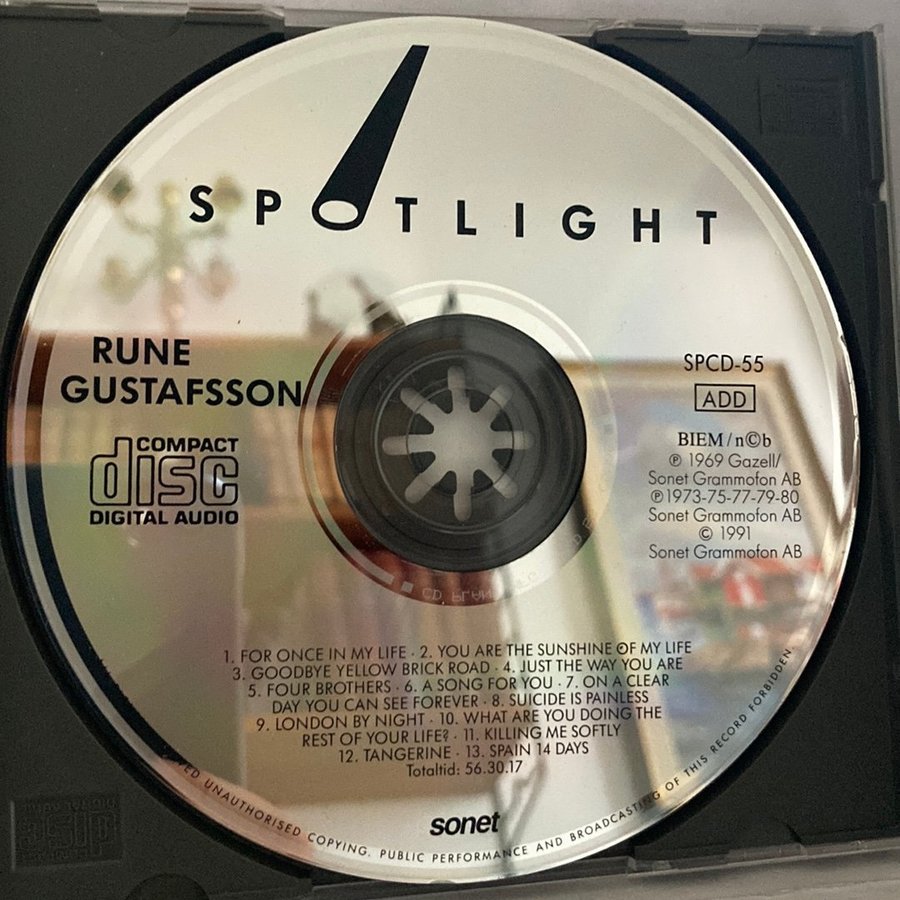 SPOTLIGHT
RUNE
GUSTAFSSON
COMPACT
disc
DIGITAL AUDIO
SPCD-55
ADD
BIEM/n©b
℗ 1969 Gazell/
Sonet Grammofon AB
℗1973-75-77-79-80
Sonet Grammofon AB
© 1991
Sonet Grammofon AB
1. FOR ONCE IN MY LIFE · 2. YOU ARE THE SUNSHINE OF MY LIFE
3. GOODBYE YELLOW BRICK ROAD · 4. JUST THE WAY YOU ARE
5. FOUR BROTHERS · 6. A SONG FOR YOU · 7. ON A CLEAR
DAY YOU CAN SEE FOREVER · 8. SUICIDE IS PAINLESS
9. LONDON BY NIGHT · 10. WHAT ARE YOU DOING THE
REST OF YOUR LIFE? · 11. KILLING ME SOFTLY
12. TANGERINE · 13. SPAIN 14 DAYS
Totaltid: 56.30.17
sonet
UNAUTHORISED COPYING, PUBLIC PERFORMANCE AND BROADCASTING OF THIS RECORD FORBIDDEN.